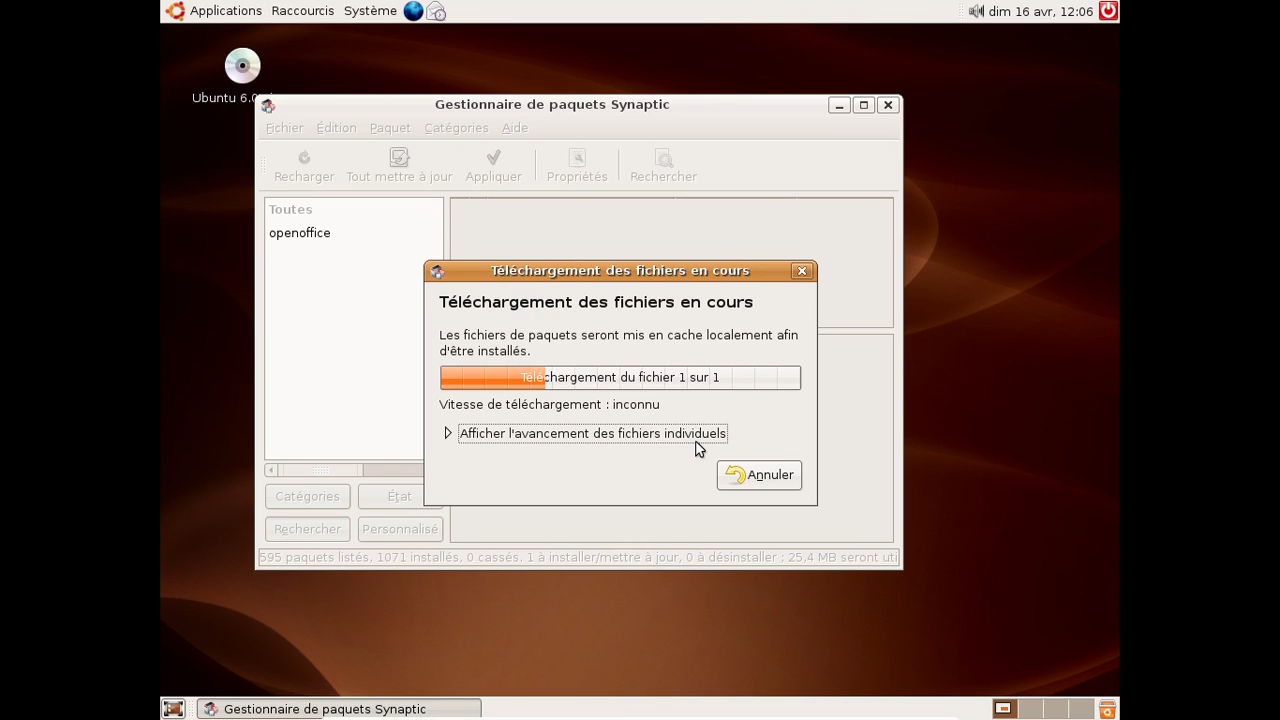 Applications Raccourcis Système dim 16 avr, 12:06
Ubuntu 6.0
Gestionnaire de paquets Synaptic
Fichier Édition Paquet Catégories Aide
Recharger Tout mettre à jour Appliquer Propriétés Rechercher
Toutes
openoffice
Téléchargement des fichiers en cours
Téléchargement des fichiers en cours
Les fichiers de paquets seront mis en cache localement afin
d'être installés.
Téléchargement du fichier 1 sur 1
Vitesse de téléchargement : inconnu
Afficher l'avancement des fichiers individuels
Annuler
Catégories État
Rechercher Personnalisé
595 paquets listés, 1071 installés, 0 cassés. 1 à installer/mettre à jour, 0 à désinstaller ; 25,4 MB seront uti
Gestionnaire de paquets Synaptic